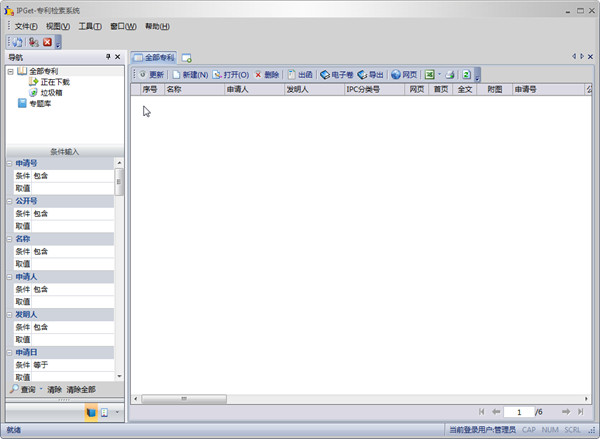 IPGet-专利检索系统
文件(F) 视图(V) 工具(T) 窗口(W) 帮助(H)
导航
全部专利
正在下载
垃圾箱
专题库
条件输入
申请号
条件 包含
取值
公开号
条件 包含
取值
名称
条件 包含
取值
申请人
条件 包含
取值
发明人
条件 包含
取值
申请日
条件 等于
取值
查询 清除 清除全部
全部专利
更新 新建(N) 打开(O) 删除 出函 电子卷 导出 网页
序号 名称 申请人 发明人 IPC分类号 网页 首页 全文 附图 申请号
1 /6
就绪
当前登录用户:管理员 CAP NUM SCRL